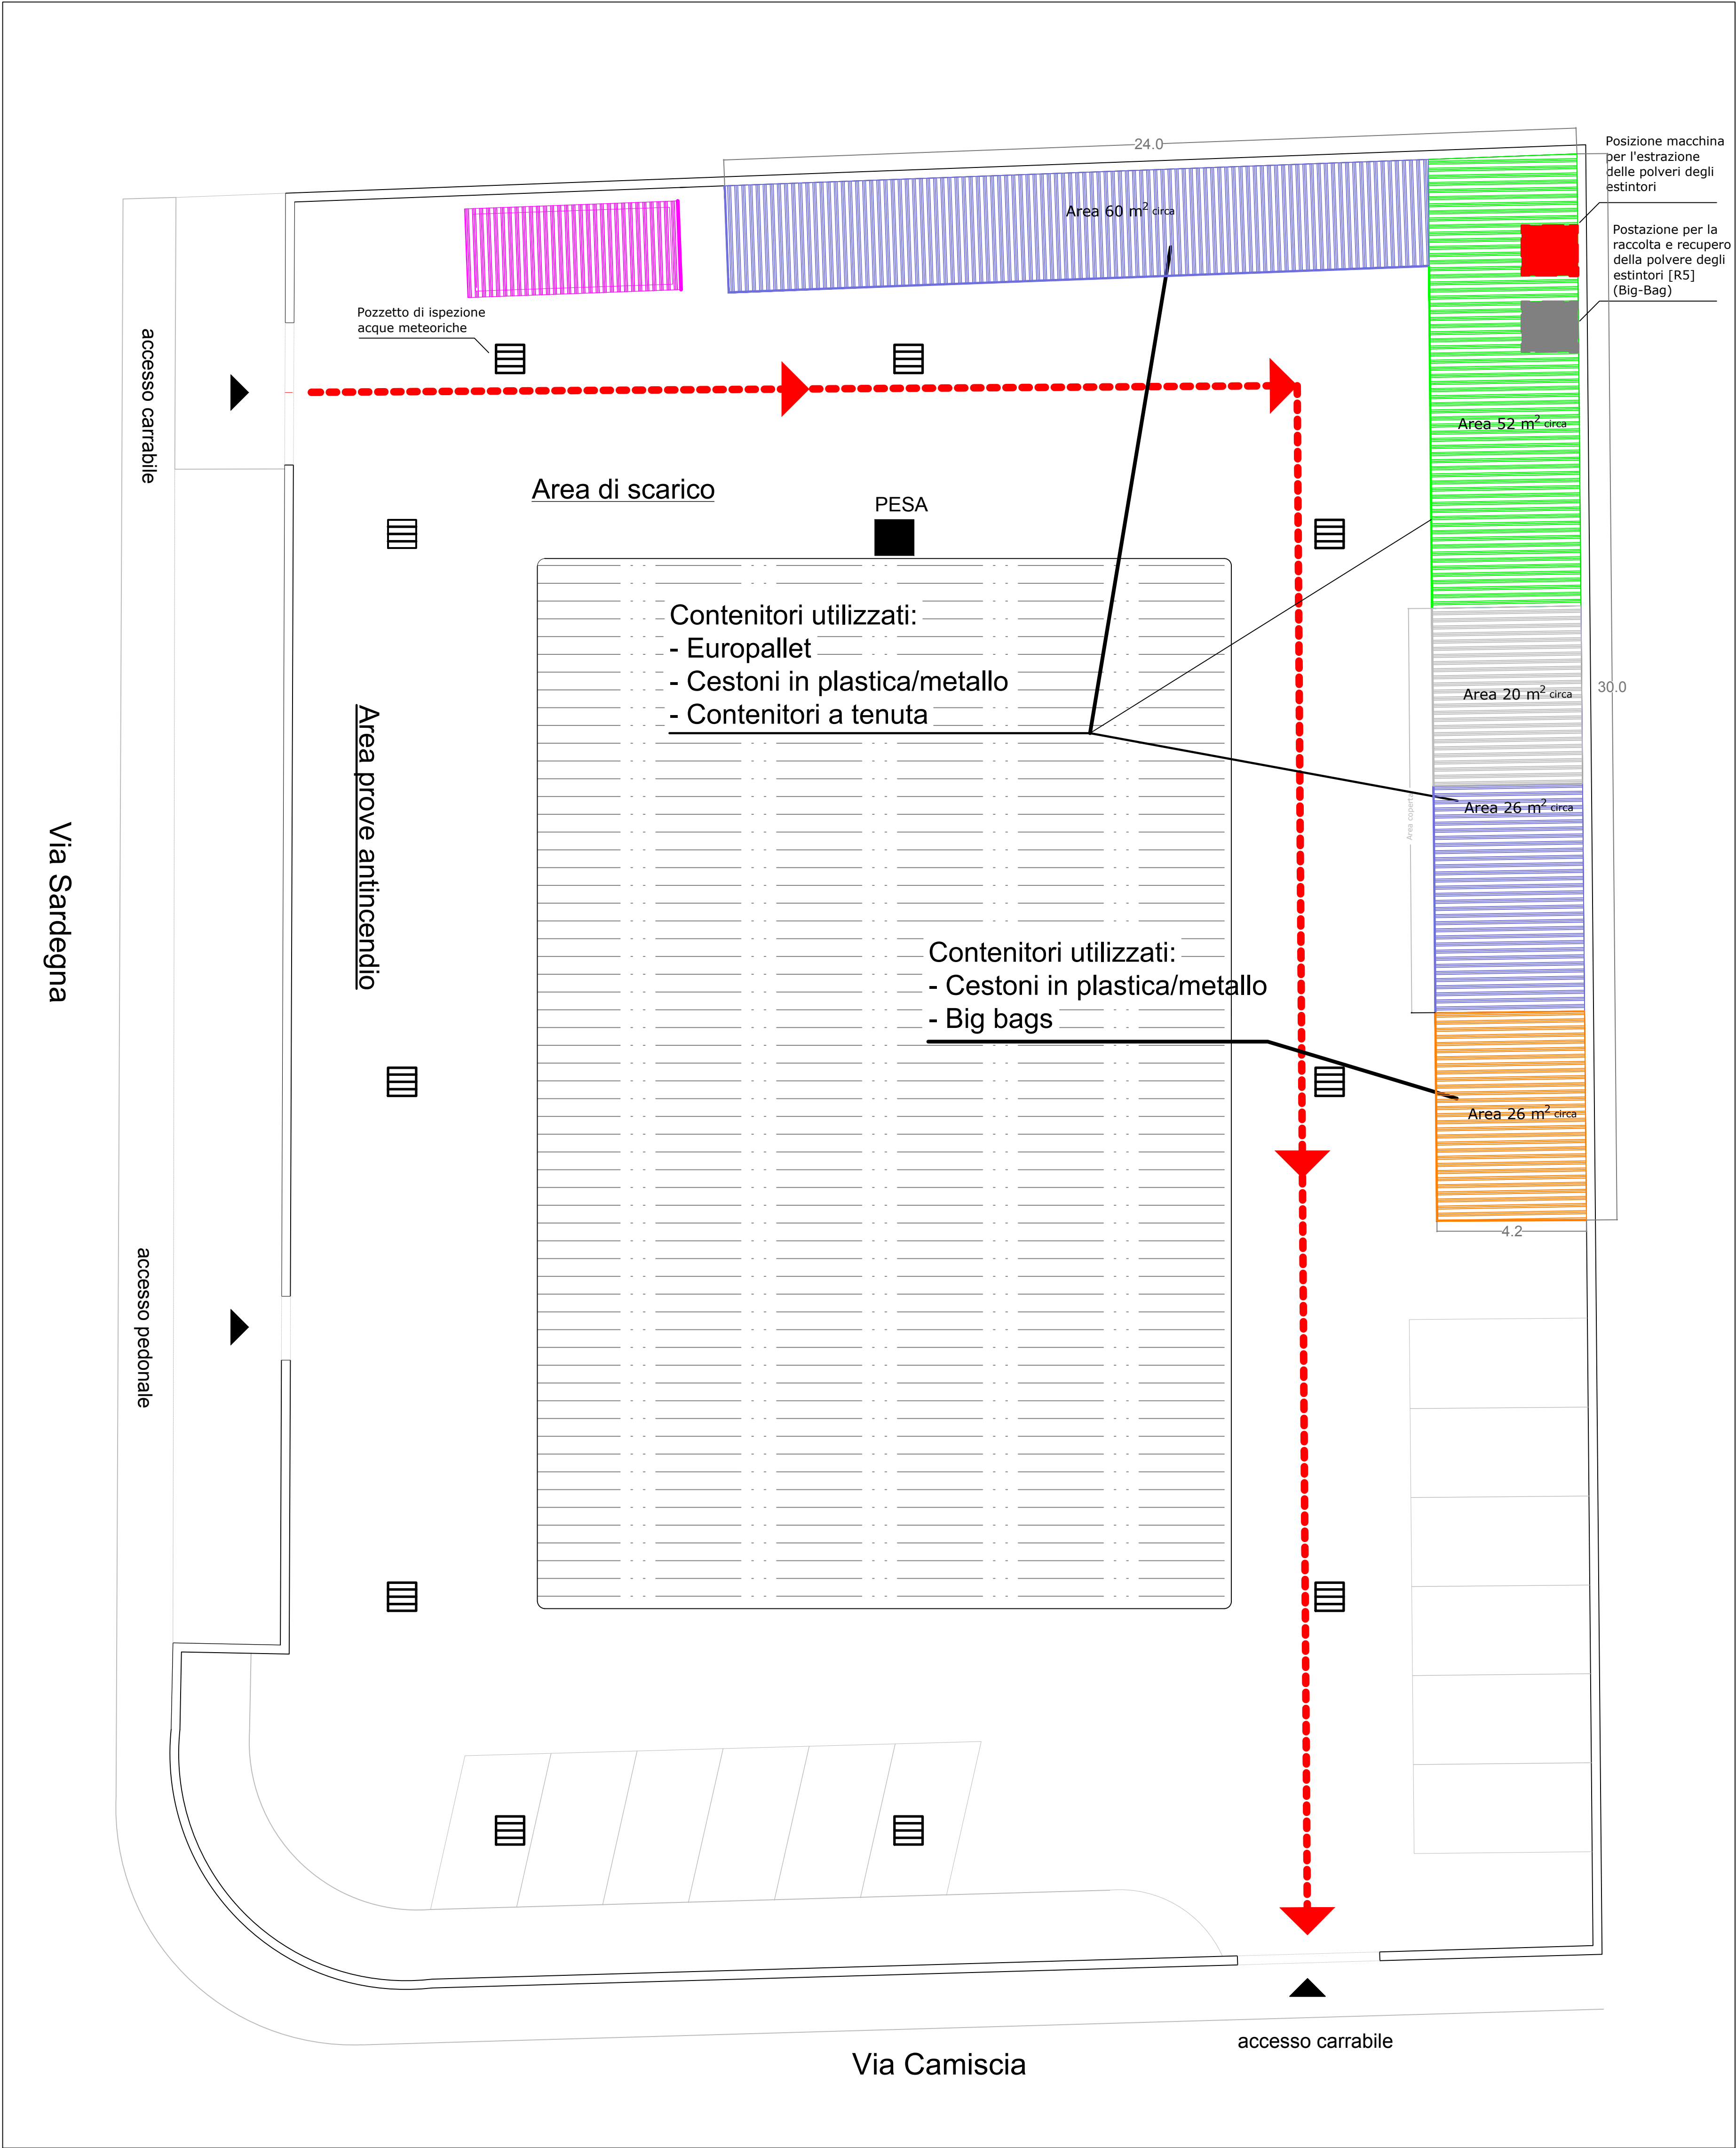 24.0
Posizione macchina
per l'estrazione
delle polveri degli
estintori
Area 60 m2 circa
Postazione per la
raccolta e recupero
della polvere degli
estintori [R5]
(Big-Bag)
Pozzetto di ispezione
acque meteoriche
accesso carrabile
Area 52 m2 circa
Area di scarico
PESA
Contenitori utilizzati:
- Europallet
- Cestoni in plastica/metallo
- Contenitori a tenuta
Area 20 m2 circa
30.0
Area prove antincendio
Area coperta
Area 26 m2 circa
Via Sardegna
Contenitori utilizzati:
- Cestoni in plastica/metallo
- Big bags
Area 26 m2 circa
4.2
accesso pedonale
accesso carrabile
Via Camiscia